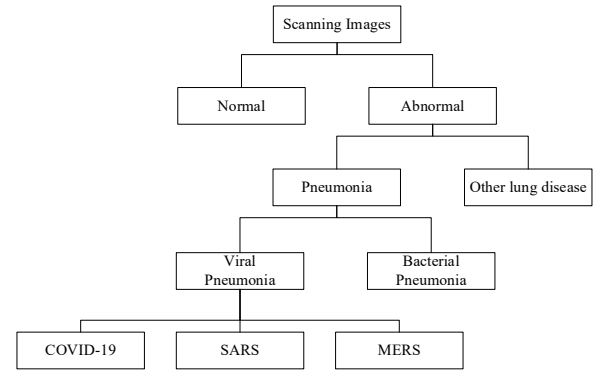 Scanning Images
Normal
Abnormal
Pneumonia
Other lung disease
Viral
Pneumonia
Bacterial
Pneumonia
COVID-19
SARS
MERS